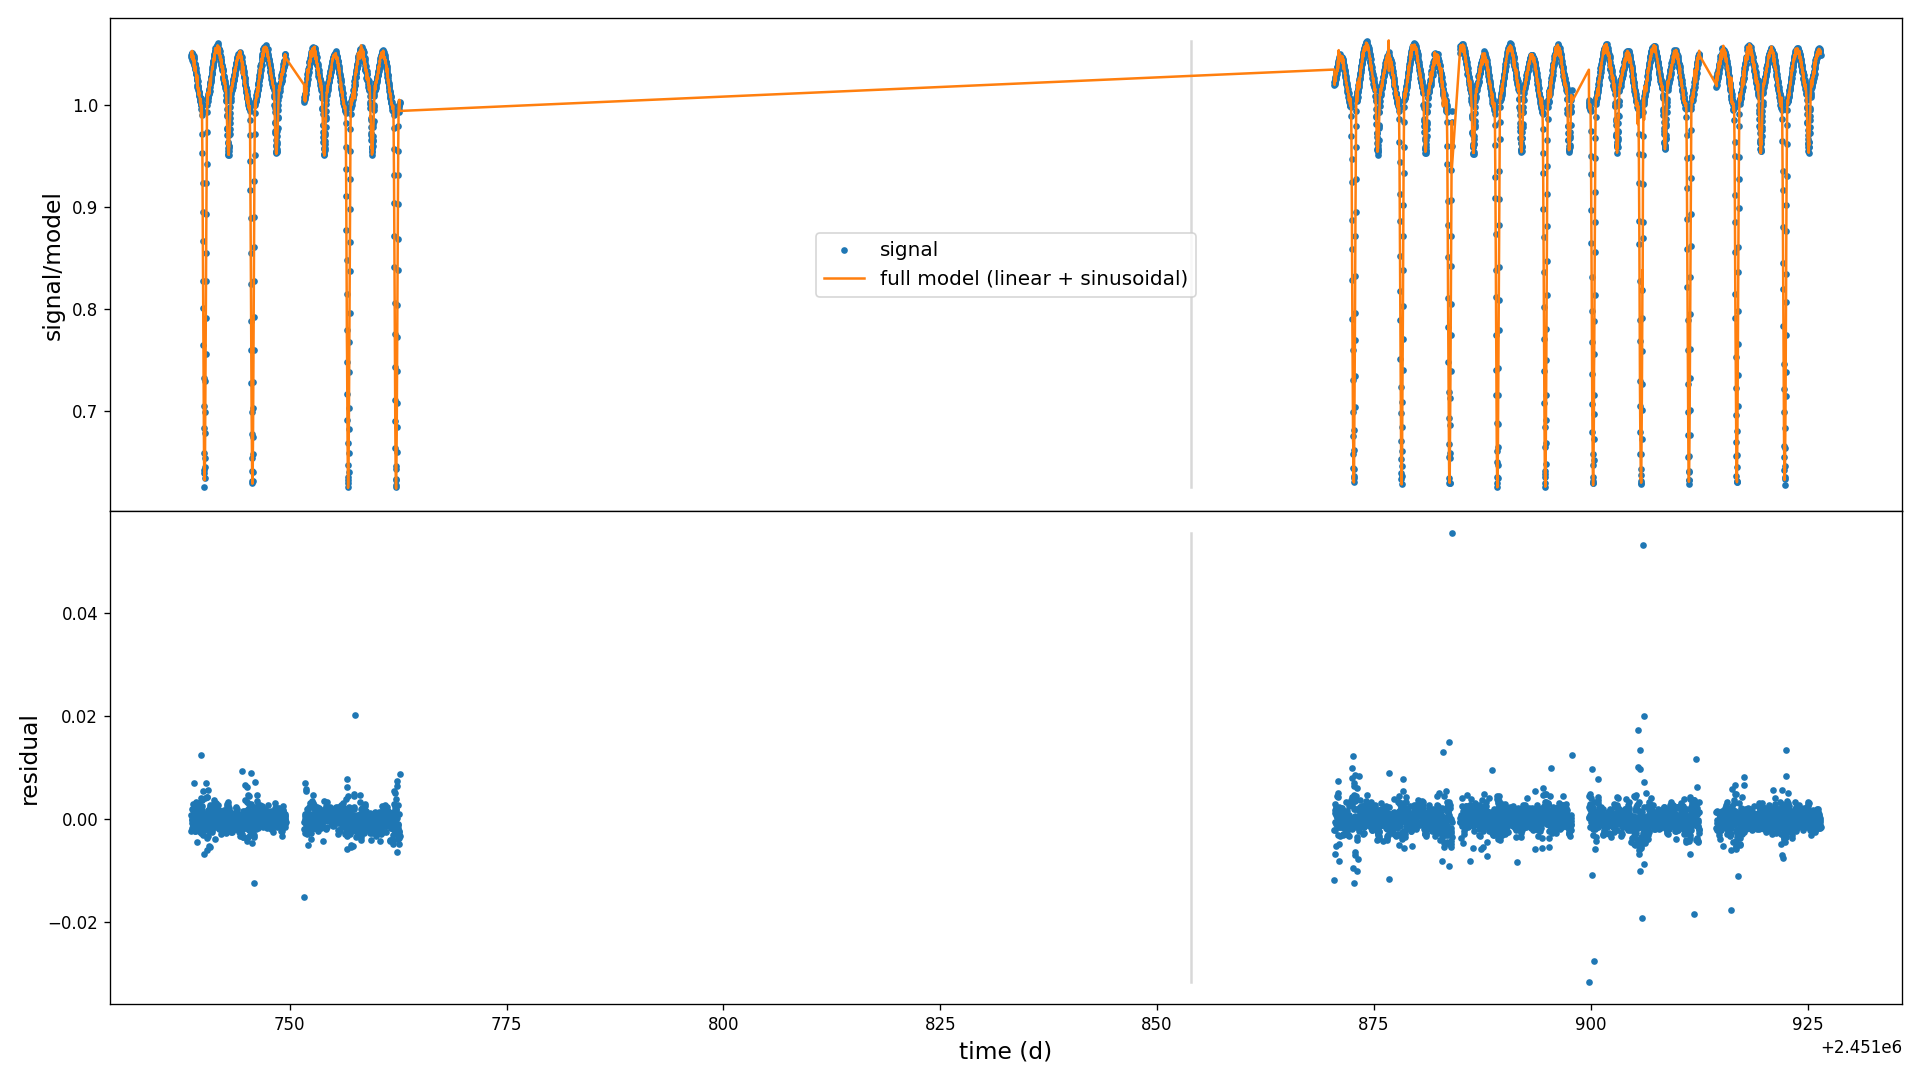 1.0
0.9
0.8
0.7
signal/model
signal
full model (linear + sinusoidal)
0.04
0.02
0.00
−0.02
residual
750
775
800
825
850
875
900
925
time (d)
+2.451e6